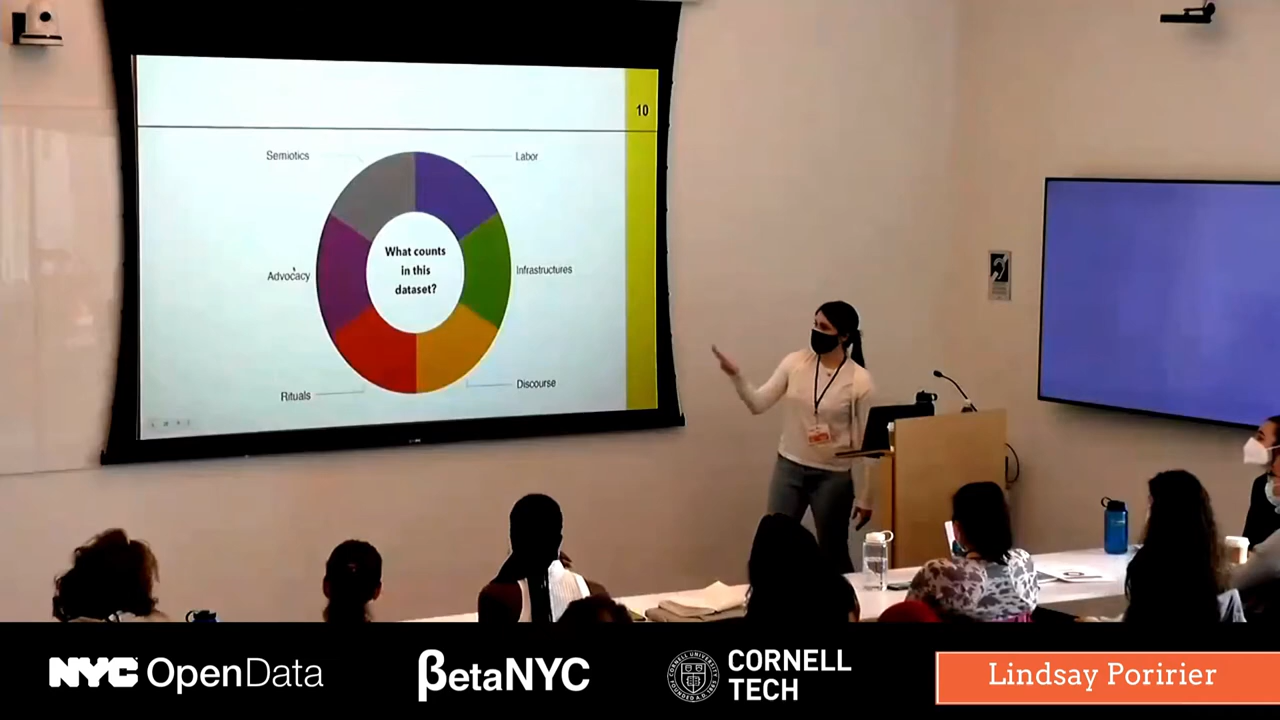 10
Semiotics
Labor
What counts
in this
dataset?
Advocacy
Infrastructures
Rituals
Discourse
NYC OpenData
βetaNYC
CORNELL
TECH
Lindsay Poririer